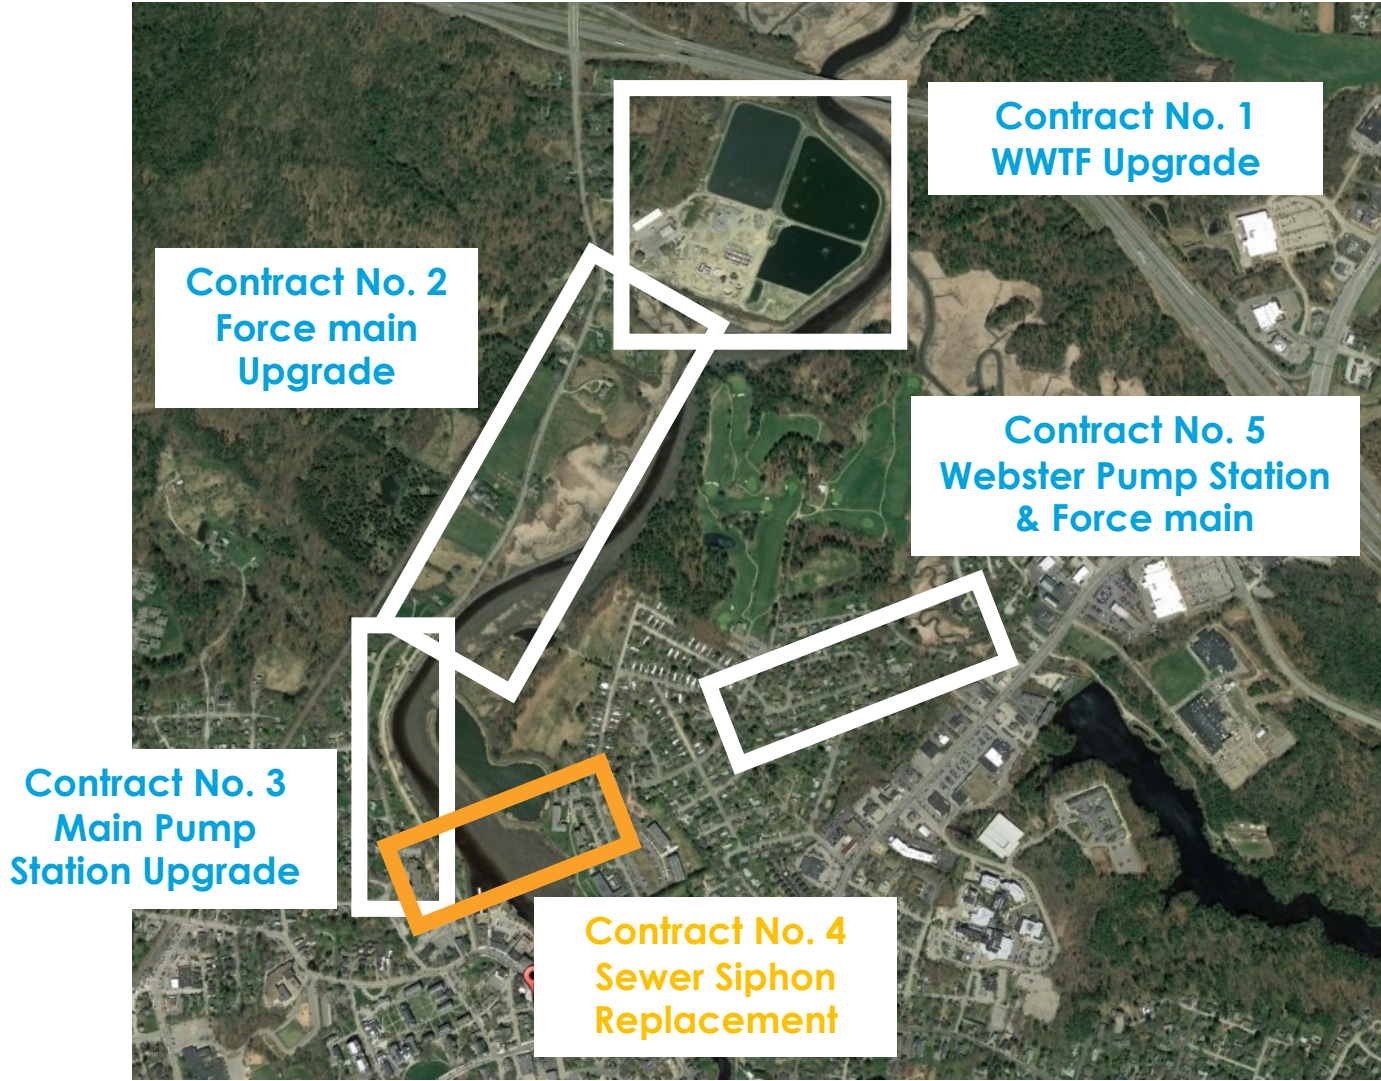 Contract No. 1
WWTF Upgrade
Contract No. 2
Force main
Upgrade
Contract No. 5
Webster Pump Station
& Force main
Contract No. 3
Main Pump
Station Upgrade
Contract No. 4
Sewer Siphon
Replacement